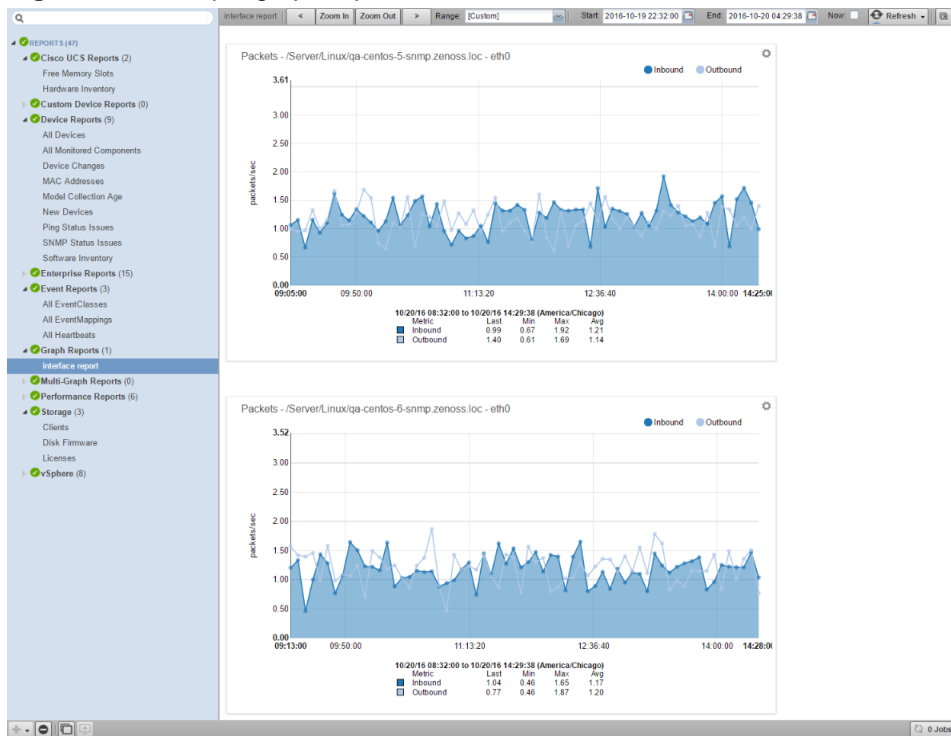 interface report < Zoom In Zoom Out > Range: [Custom] Start: 2016-10-19 22:32:00 End: 2016-10-20 04:29:38 Now: Refresh
REPORTS (47)
Cisco UCS Reports (2)
Free Memory Slots
Hardware Inventory
Custom Device Reports (0)
Device Reports (9)
All Devices
All Monitored Components
Device Changes
MAC Addresses
Model Collection Age
New Devices
Ping Status Issues
SNMP Status Issues
Software Inventory
Enterprise Reports (15)
Event Reports (3)
All EventClasses
All EventMappings
All Heartbeats
Graph Reports (1)
interface report
Multi-Graph Reports (0)
Performance Reports (6)
Storage (3)
Clients
Disk Firmware
Licenses
vSphere (8)
Packets - /Server/Linux/qa-centos-5-snmp.zenoss.loc - eth0
Inbound Outbound
3.61
3.00
2.50
2.00
1.50
1.00
0.50
0.00
packets/sec
09:05:00 09:50:00 11:13:20 12:36:40 14:00:00 14:25:00
10/20/16 08:32:00 to 10/20/16 14:29:38 (America/Chicago)
Metric Last Min Max Avg
Inbound 0.99 0.67 1.92 1.21
Outbound 1.40 0.61 1.69 1.14
Packets - /Server/Linux/qa-centos-6-snmp.zenoss.loc - eth0
Inbound Outbound
3.52
3.00
2.50
2.00
1.50
1.00
0.50
0.00
packets/sec
09:13:00 09:50:00 11:13:20 12:36:40 14:00:00 14:28:00
10/20/16 08:32:00 to 10/20/16 14:29:38 (America/Chicago)
Metric Last Min Max Avg
Inbound 1.04 0.46 1.65 1.17
Outbound 0.77 0.46 1.87 1.20
0 Jobs